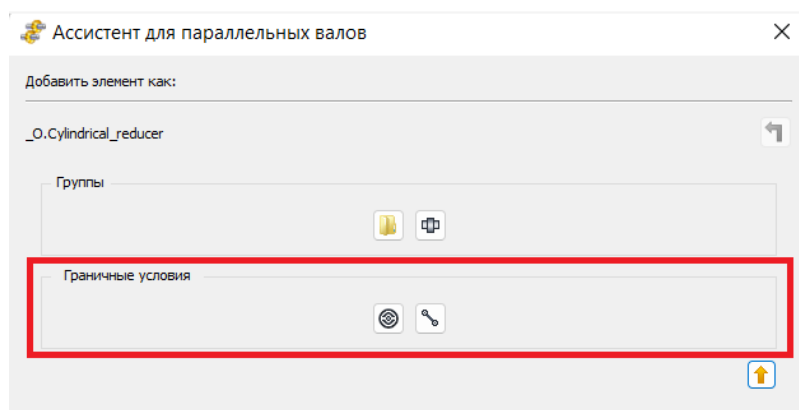 Ассистент для параллельных валов
Добавить элемент как:
_O.Cylindrical_reducer
Группы
Граничные условия